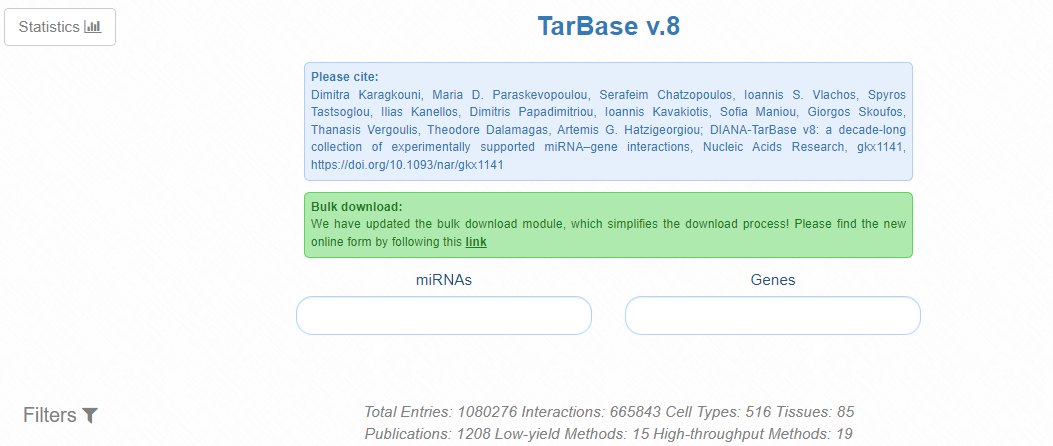 Statistics
TarBase v.8
Please cite:
Dimitra Karagkouni, Maria D. Paraskevopoulou, Serafeim Chatzopoulos, Ioannis S. Vlachos, Spyros
Tastsoglou, Ilias Kanellos, Dimitris Papadimitriou, Ioannis Kavakiotis, Sofia Maniou, Giorgos Skoufos,
Thanasis Vergoulis, Theodore Dalamagas, Artemis G. Hatzigeorgiou; DIANA-TarBase v8: a decade-long
collection of experimentally supported miRNA–gene interactions, Nucleic Acids Research, gkx1141,
https://doi.org/10.1093/nar/gkx1141
Bulk download:
We have updated the bulk download module, which simplifies the download process! Please find the new
online form by following this link
miRNAs Genes
Filters
Total Entries: 1080276 Interactions: 665843 Cell Types: 516 Tissues: 85
Publications: 1208 Low-yield Methods: 15 High-throughput Methods: 19